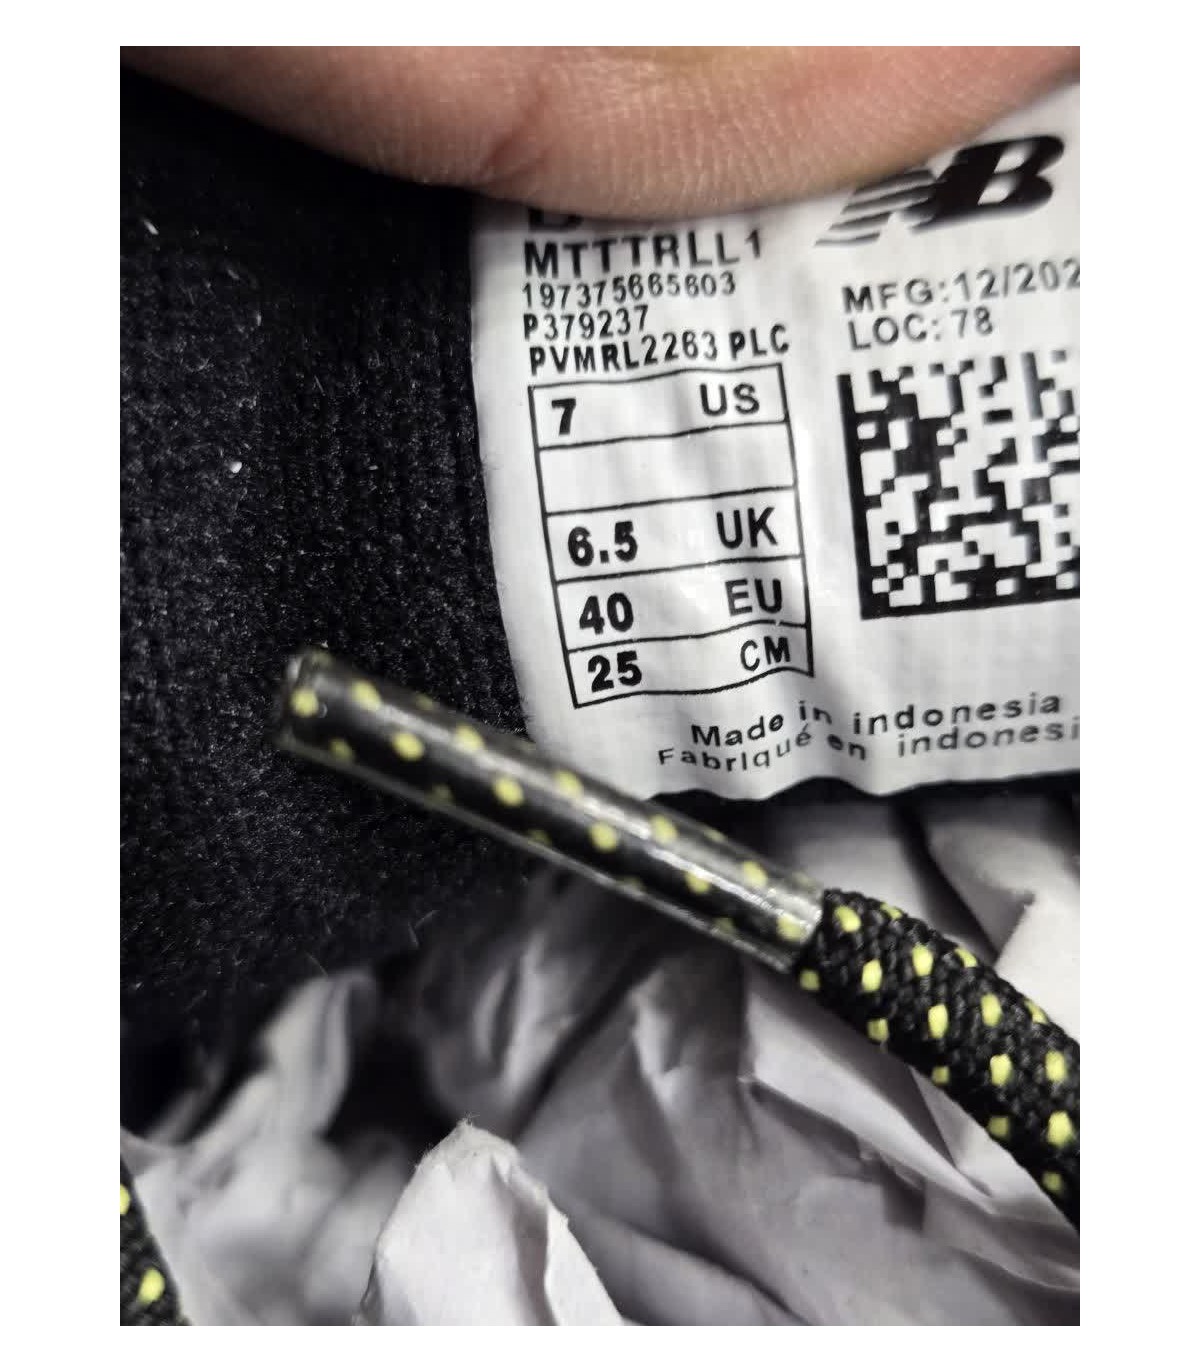 NB
MTTTRLL1
197375665603
P379237
PVMRL2263 PLC
MFG:12/202
LOC: 78
7 US
6.5 UK
40 EU
25 CM
Made in indonesia
Fabriqué en indonesi